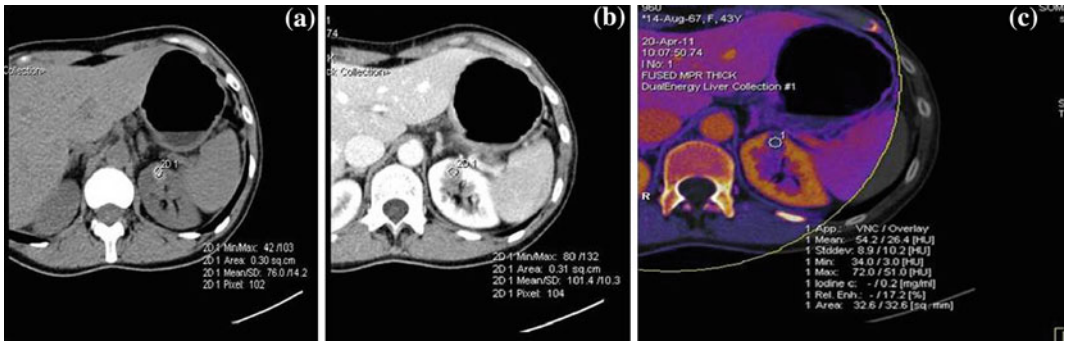 (a)
Collection»
2D 1
2D 1 Min/Max: 42 /103
2D 1 Area: 0.30 sq.cm
2D 1 Mean/SD: 76.0 /14.2
2D 1 Pixel: 102
(b)
74
ck Collection»
2D 1
2D 1 Min/Max: 80 /132
2D 1 Area: 0.31 sq.cm
2D 1 Mean/SD: 101.4 /10.3
2D 1 Pixel: 104
(c)
960
*14-Aug-67, F, 43Y
20-Apr-11
10:07:50.74
I No: 1
FUSED MPR THICK
DualEnergy Liver Collection #1
SOM
1
R
1 App.: VNC / Overlay
1 Mean: 54.2 / 26.4 [HU]
1 Stddev: 8.9 / 10.2 [HU]
1 Min: 34.0 / 3.0 [HU]
1 Max: 72.0 / 51.0 [HU]
1 Iodine c: - / 0.2 [mg/ml]
1 Rel. Enh.: - / 17.2 [%]
1 Area: 32.6 / 32.6 [sq. mm]